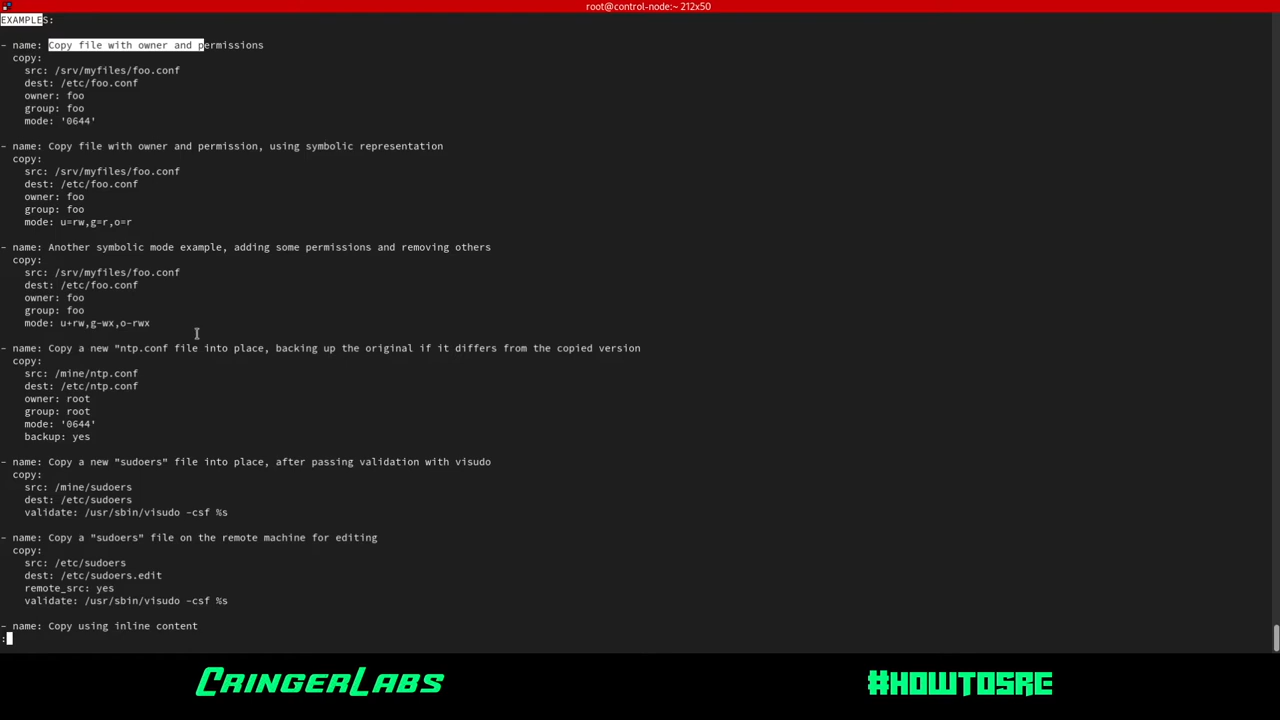 root@control-node:~ 212x50
EXAMPLES:
- name: Copy file with owner and permissions
  copy:
    src: /srv/myfiles/foo.conf
    dest: /etc/foo.conf
    owner: foo
    group: foo
    mode: '0644'
- name: Copy file with owner and permission, using symbolic representation
  copy:
    src: /srv/myfiles/foo.conf
    dest: /etc/foo.conf
    owner: foo
    group: foo
    mode: u=rw,g=r,o=r
- name: Another symbolic mode example, adding some permissions and removing others
  copy:
    src: /srv/myfiles/foo.conf
    dest: /etc/foo.conf
    owner: foo
    group: foo
    mode: u+rw,g-wx,o-rwx
- name: Copy a new "ntp.conf file into place, backing up the original if it differs from the copied version
  copy:
    src: /mine/ntp.conf
    dest: /etc/ntp.conf
    owner: root
    group: root
    mode: '0644'
    backup: yes
- name: Copy a new "sudoers" file into place, after passing validation with visudo
  copy:
    src: /mine/sudoers
    dest: /etc/sudoers
    validate: /usr/sbin/visudo -csf %s
- name: Copy a "sudoers" file on the remote machine for editing
  copy:
    src: /etc/sudoers
    dest: /etc/sudoers.edit
    remote_src: yes
    validate: /usr/sbin/visudo -csf %s
- name: Copy using inline content
:
CringerLabs
#HOWTOSRE